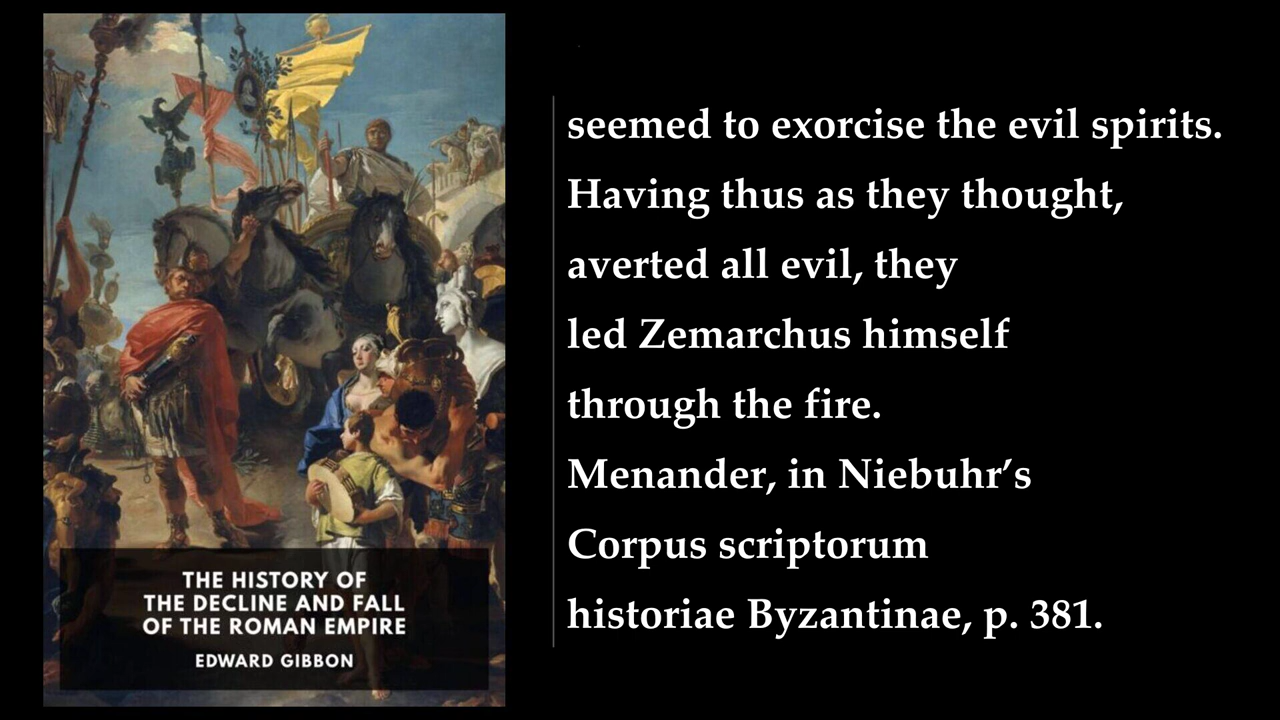 THE HISTORY OF
THE DECLINE AND FALL
OF THE ROMAN EMPIRE
EDWARD GIBBON
seemed to exorcise the evil spirits.
Having thus as they thought,
averted all evil, they
led Zemarchus himself
through the fire.
Menander, in Niebuhr’s
Corpus scriptorum
historiae Byzantinae, p. 381.